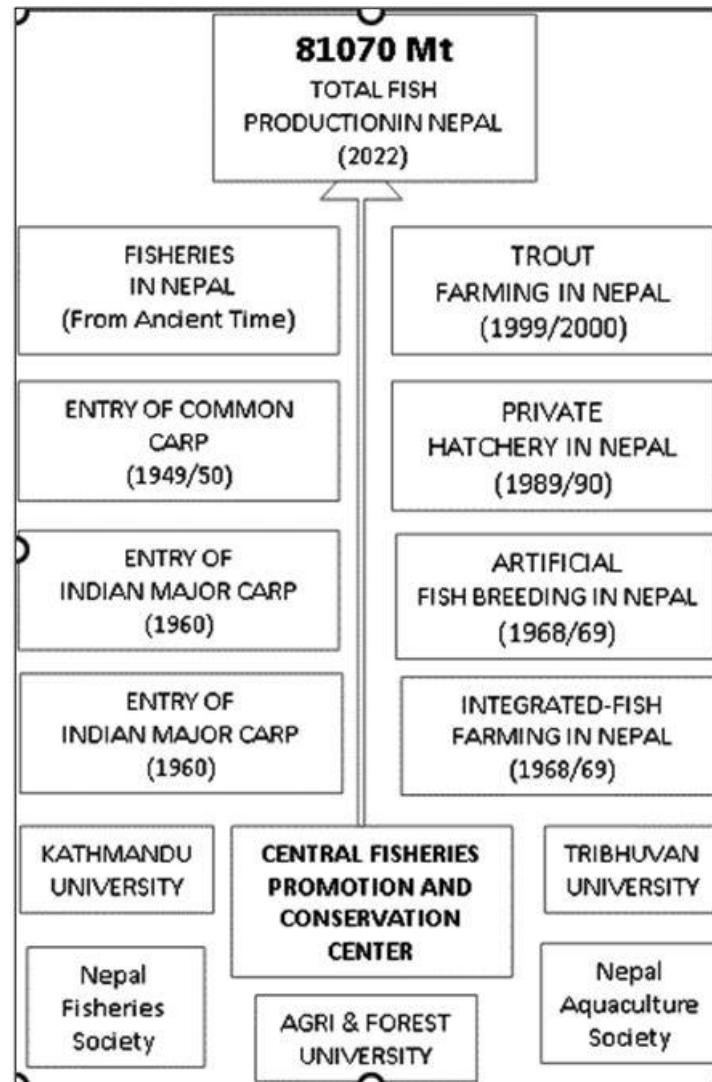 81070 Mt
TOTAL FISH
PRODUCTIONIN NEPAL
(2022)
FISHERIES
IN NEPAL
(From Ancient Time)
TROUT
FARMING IN NEPAL
(1999/2000)
ENTRY OF COMMON
CARP
(1949/50)
PRIVATE
HATCHERY IN NEPAL
(1989/90)
ENTRY OF
INDIAN MAJOR CARP
(1960)
ARTIFICIAL
FISH BREEDING IN NEPAL
(1968/69)
ENTRY OF
INDIAN MAJOR CARP
(1960)
INTEGRATED-FISH
FARMING IN NEPAL
(1968/69)
KATHMANDU
UNIVERSITY
CENTRAL FISHERIES
PROMOTION AND
CONSERVATION
CENTER
TRIBHUVAN
UNIVERSITY
Nepal
Fisheries
Society
AGRI & FOREST
UNIVERSITY
Nepal
Aquaculture
Society